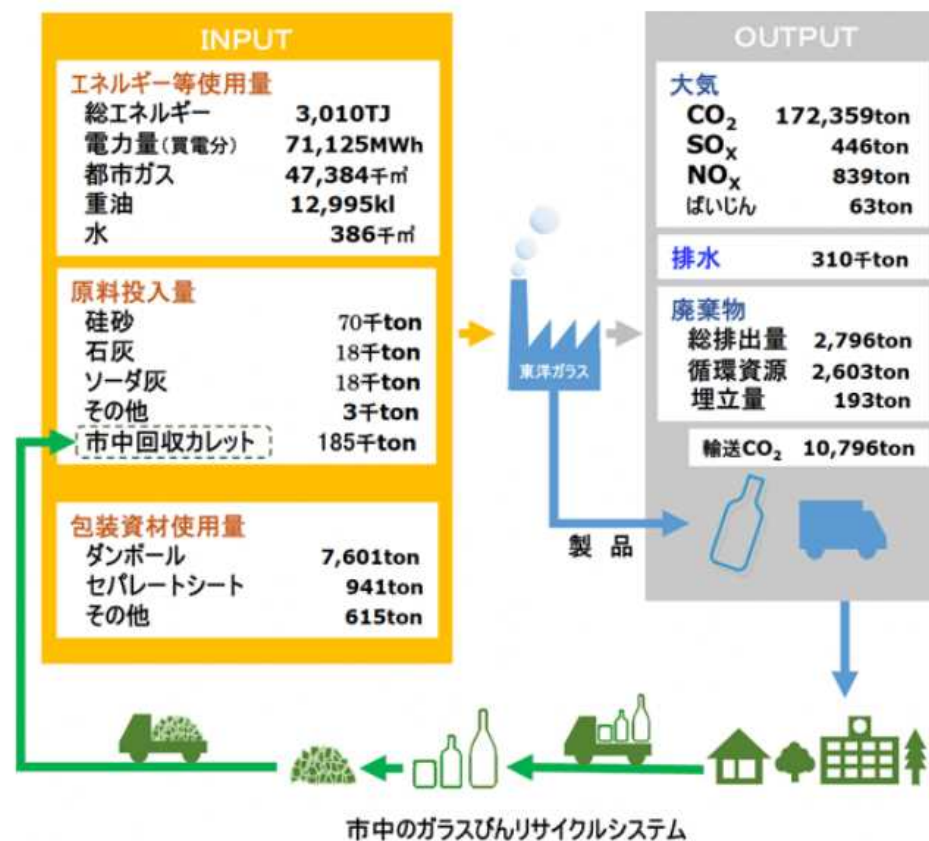 INPUT
エネルギー等使用量
総エネルギー 3,010TJ
電力量(買電分) 71,125MWh
都市ガス 47,384千㎥
重油 12,995kl
水 386千㎥
原料投入量
硅砂 70千ton
石灰 18千ton
ソーダ灰 18千ton
その他 3千ton
市中回収カレット 185千ton
包装資材使用量
ダンボール 7,601ton
セパレートシート 941ton
その他 615ton
東洋ガラス
製 品
OUTPUT
大気
CO₂ 172,359ton
SOX 446ton
NOX 839ton
ばいじん 63ton
排水 310千ton
廃棄物
総排出量 2,796ton
循環資源 2,603ton
埋立量 193ton
輸送CO₂ 10,796ton
市中のガラスびんリサイクルシステム